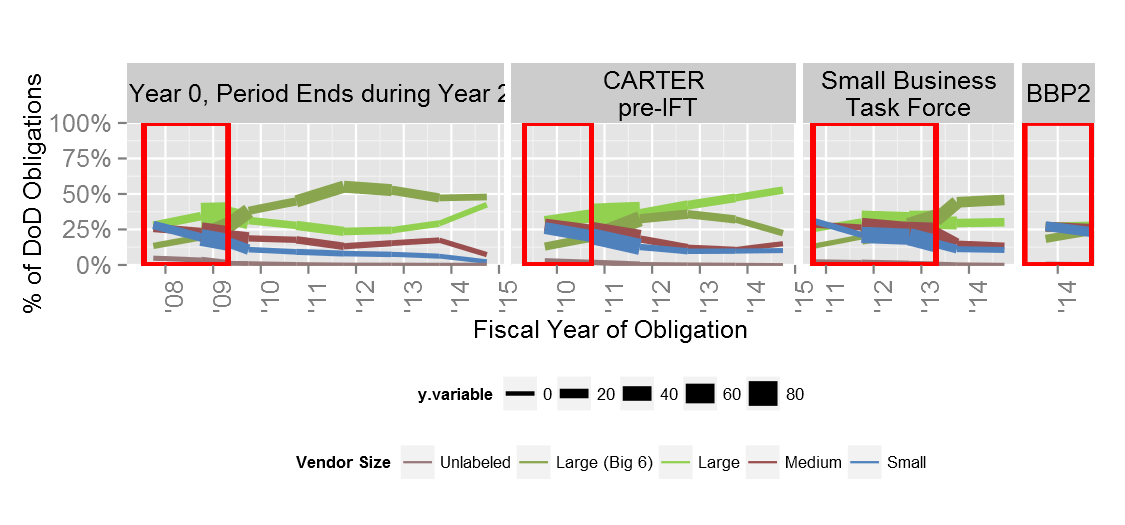 Year 0, Period Ends during Year 2
CARTER
pre-IFT
Small Business
Task Force
BBP2
% of DoD Obligations
100%
75%
50%
25%
0%
'08 '09 '10 '11 '12 '13 '14 '15
'10 '11 '12 '13 '14 '15
'11 '12 '13 '14
'14
Fiscal Year of Obligation
y.variable 0 20 40 60 80
Vendor Size Unlabeled Large (Big 6) Large Medium Small